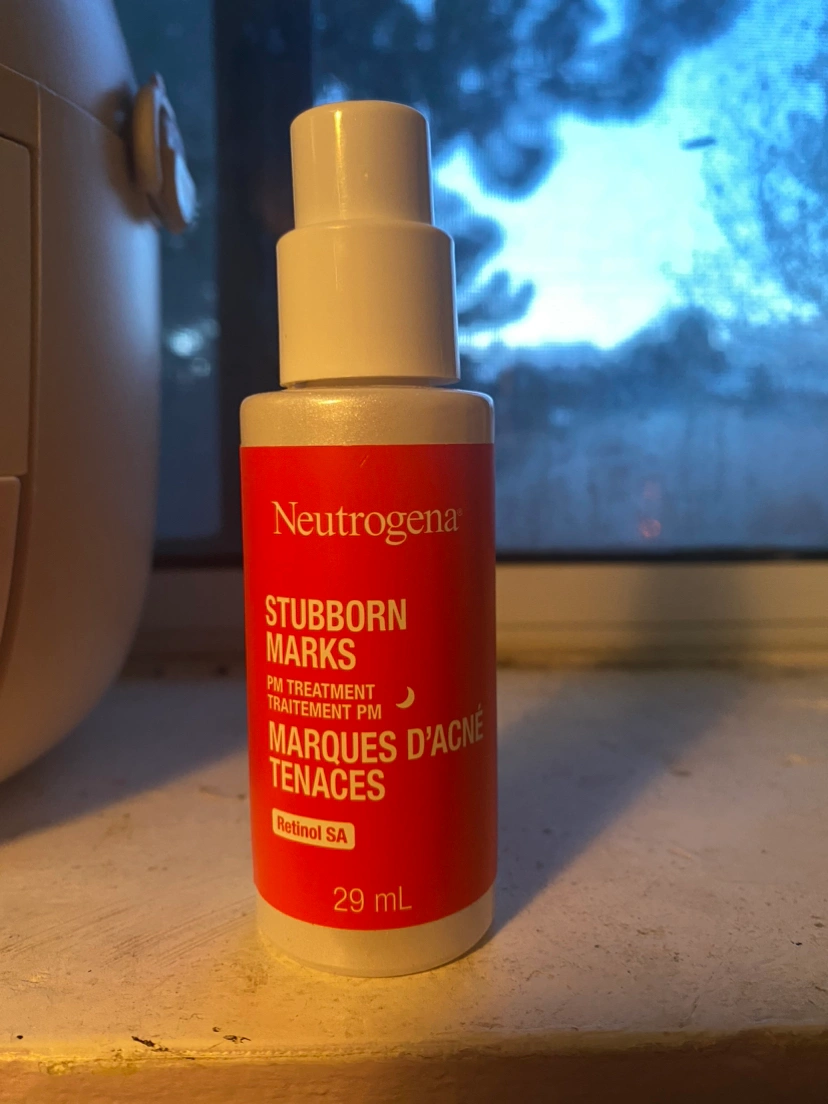 Neutrogena®
STUBBORN
MARKS
PM TREATMENT
TRAITEMENT PM
MARQUES D'ACNÉ
TENACES
Retinol SA
29 mL